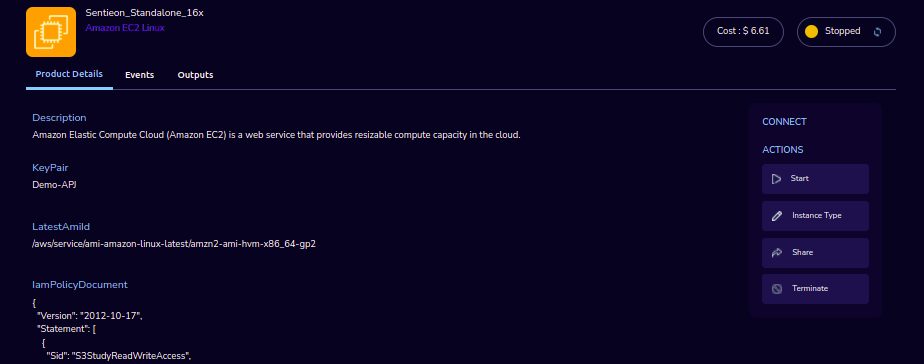 Sentieon_Standalone_16x
Amazon EC2 Linux
Cost : $ 6.61
Stopped
Product Details
Events
Outputs
Description
Amazon Elastic Compute Cloud (Amazon EC2) is a web service that provides resizable compute capacity in the cloud.
KeyPair
Demo-APJ
LatestAmiId
/aws/service/ami-amazon-linux-latest/amzn2-ami-hvm-x86_64-gp2
IamPolicyDocument
{
"Version": "2012-10-17",
"Statement": [
{
"Sid": "S3StudyReadWriteAccess",
CONNECT
ACTIONS
Start
Instance Type
Share
Terminate